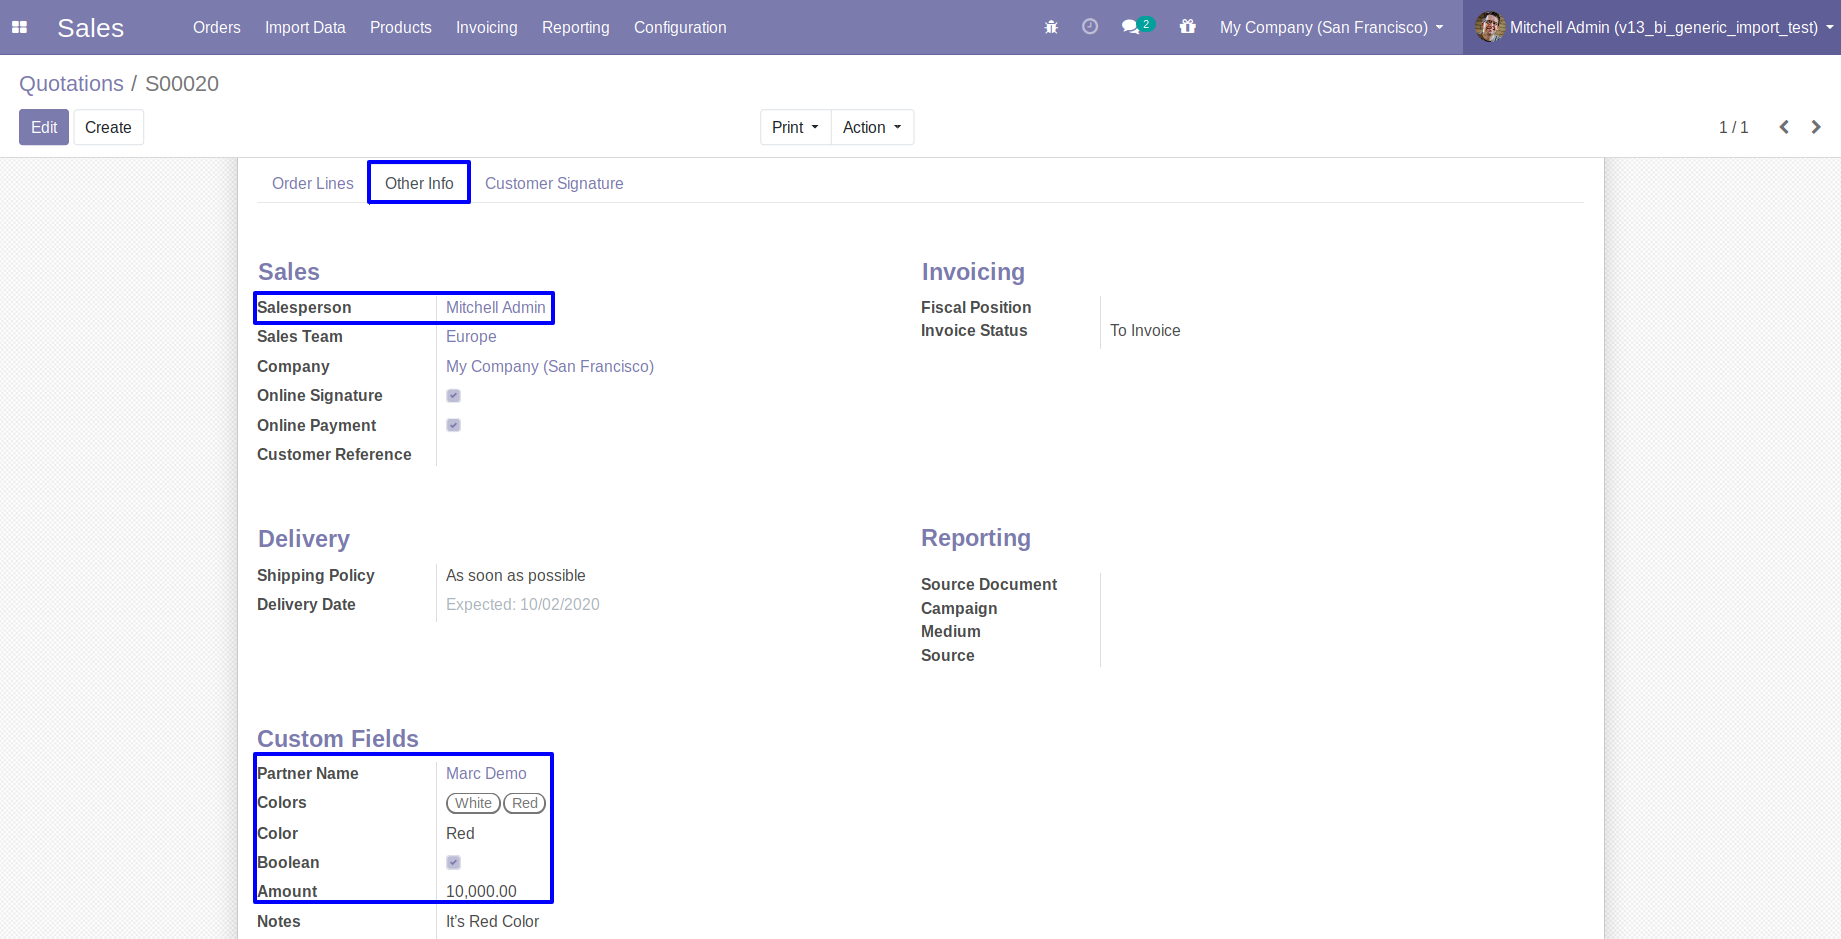 Sales Orders Import Data Products Invoicing Reporting Configuration 2 My Company (San Francisco) Mitchell Admin (v13_bi_generic_import_test)
Quotations / S00020
Edit Create Print Action 1 / 1
Order Lines Other Info Customer Signature
Sales
Salesperson Mitchell Admin
Sales Team Europe
Company My Company (San Francisco)
Online Signature
Online Payment
Customer Reference
Invoicing
Fiscal Position
Invoice Status To Invoice
Delivery
Shipping Policy As soon as possible
Delivery Date Expected: 10/02/2020
Reporting
Source Document
Campaign
Medium
Source
Custom Fields
Partner Name Marc Demo
Colors White Red
Color Red
Boolean
Amount 10,000.00
Notes It's Red Color